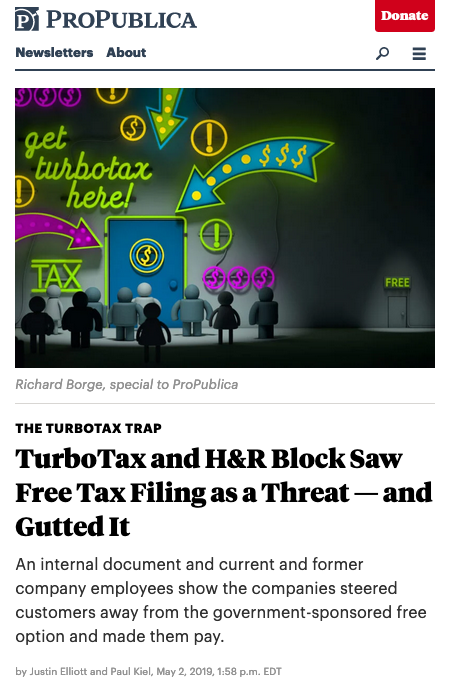 PROPUBLICA
Donate
Newsletters About
get
turbotax
here!
TAX
FREE
Richard Borge, special to ProPublica
THE TURBOTAX TRAP
TurboTax and H&R Block Saw
Free Tax Filing as a Threat — and
Gutted It
An internal document and current and former
company employees show the companies steered
customers away from the government-sponsored free
option and made them pay.
by Justin Elliott and Paul Kiel, May 2, 2019, 1:58 p.m. EDT